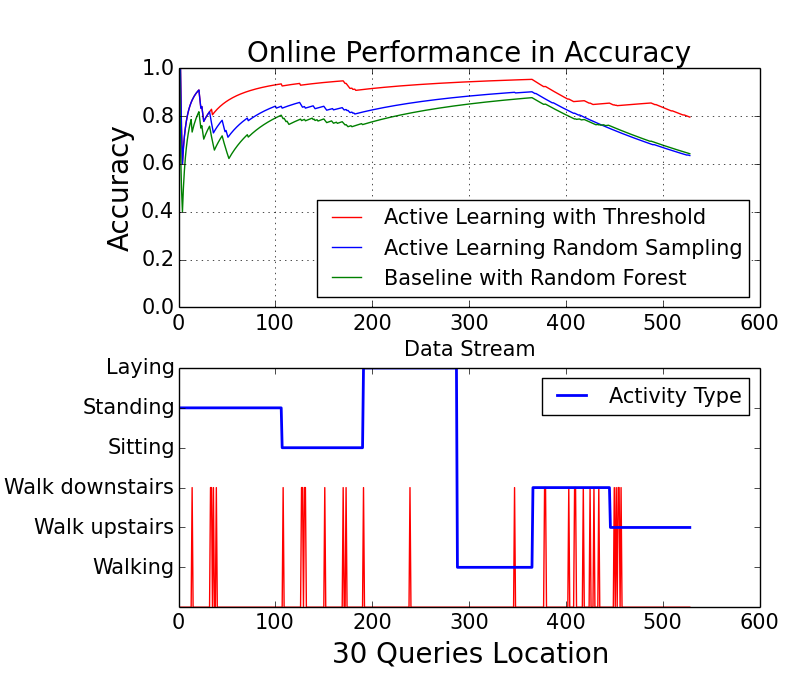 Online Performance in Accuracy
Accuracy
1.0
0.8
0.6
0.4
0.2
0.0
Active Learning with Threshold
Active Learning Random Sampling
Baseline with Random Forest
0 100 200 300 400 500 600
Data Stream
Laying
Standing
Sitting
Walk downstairs
Walk upstairs
Walking
Activity Type
0 100 200 300 400 500 600
30 Queries Location